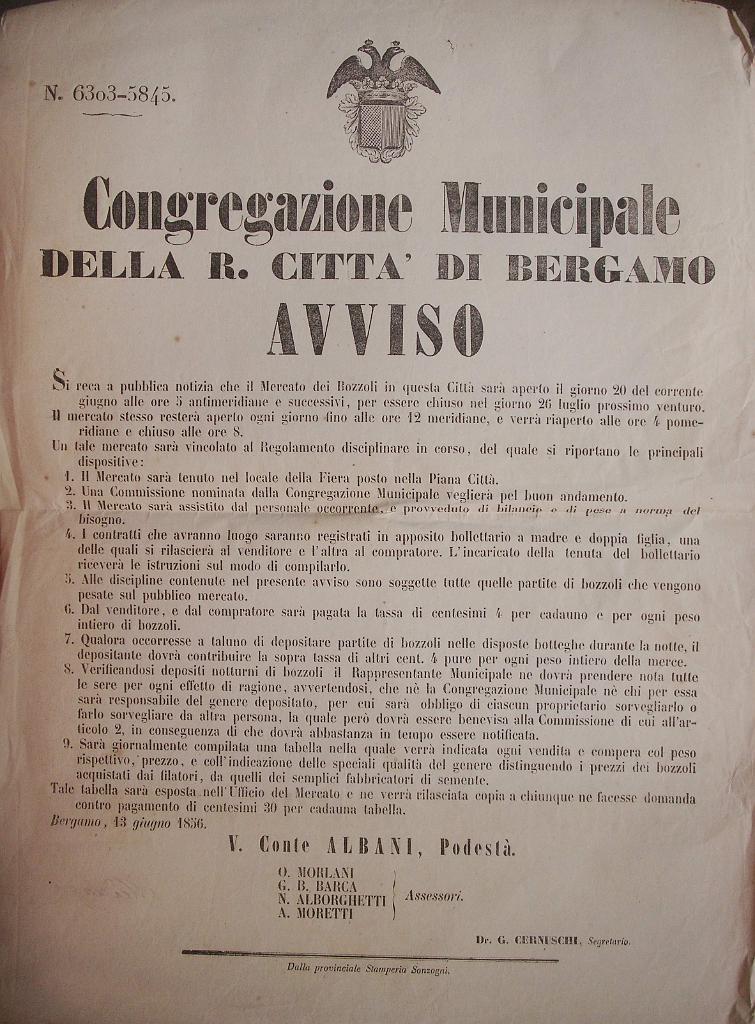 N. 6303-5845.
Congregazione Municipale
DELLA R. CITTA' DI BERGAMO
AVVISO
Si reca a pubblica notizia che il Mercato dei Bozzoli in questa Città sarà aperto il giorno 20 del corrente
giugno alle ore 5 antimeridiane e successivi, per essere chiuso nel giorno 26 luglio prossimo venturo.
Il mercato stesso resterà aperto ogni giorno fino alle ore 12 meridiane, e verrà riaperto alle ore 4 pome-
ridiane e chiuso alle ore 8.
Un tale mercato sarà vincolato al Regolamento disciplinare in corso, del quale si riportano le principali
dispositive:
1. Il Mercato sarà tenuto nel locale della Fiera posto nella Piana Città.
2. Una Commissione nominata dalla Congregazione Municipale veglierà pel buon andamento.
3. Il Mercato sarà assistito dal personale occorrente, e provveduto di bilancie e di pese a norma del
bisogno.
4. I contratti che avranno luogo saranno registrati in apposito bollettario a madre e doppia figlia, una
delle quali si rilascierà al venditore e l'altra al compratore. L'incaricato della tenuta del bollettario
riceverà le istruzioni sul modo di compilarlo.
5. Alle discipline contenute nel presente avviso sono soggette tutte quelle partite di bozzoli che vengono
pesate sul pubblico mercato.
6. Dal venditore, e dal compratore sarà pagata la tassa di centesimi 4 per cadauno e per ogni peso
intiero di bozzoli.
7. Qualora occorresse a taluno di depositare partite di bozzoli nelle disposte botteghe durante la notte, il
depositante dovrà contribuire la sopra tassa di altri cent. 4 pure per ogni peso intiero della merce.
8. Verificandosi depositi notturni di bozzoli il Rappresentante Municipale ne dovrà prendere nota tutte
le sere per ogni effetto di ragione, avvertendosi, che nè la Congregazione Municipale nè chi per essa
sarà responsabile del genere depositato, per cui sarà obbligo di ciascun proprietario sorvegliarlo o
farlo sorvegliare da altra persona, la quale però dovrà essere benevisa alla Commissione di cui all'ar-
ticolo 2, in conseguenza di che dovrà abbastanza in tempo essere notificata.
9. Sarà giornalmente compilata una tabella nella quale verrà indicata ogni vendita e compera col peso
rispettivo, prezzo, e coll'indicazione delle speciali qualità del genere distinguendo i prezzi dei bozzoli
acquistati dai filatori, da quelli dei semplici fabbricatori di semente.
Tale tabella sarà esposta nell'Ufficio del Mercato e ne verrà rilasciata copia a chiunque ne facesse domanda
contro pagamento di centesimi 30 per cadauna tabella.
Bergamo, 13 giugno 1856.
V. Conte ALBANI, Podestà.
O. MORLANI
G. B. BARCA
N. ALBORGHETTI
A. MORETTI
Assessori.
Dr. G. CERNUSCHI, Segretario.
Dalla provinciale Stamperia Sonzogni.